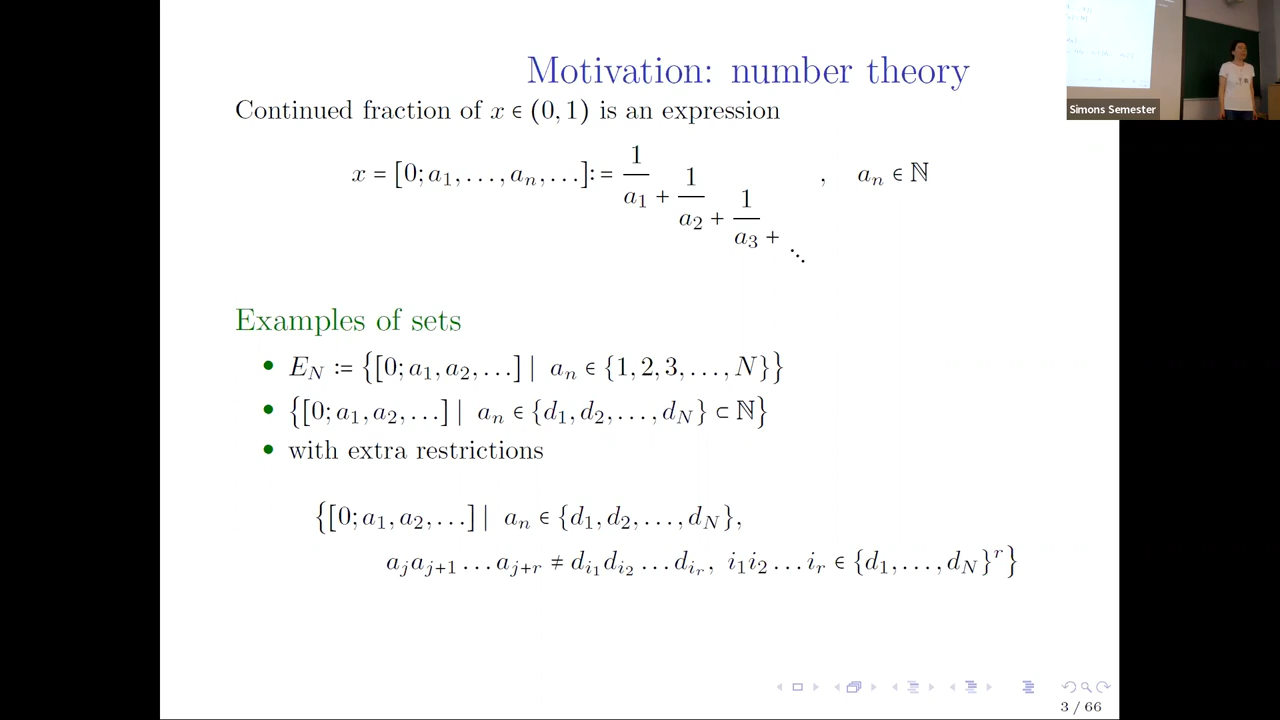 Motivation: number theory
Continued fraction of x ∈ (0, 1) is an expression
x = [0; a₁, …, aₙ, …] := 1/(a₁ + 1/(a₂ + 1/(a₃ + ⋱))) , aₙ ∈ ℕ
Examples of sets
• E_N := {[0; a₁, a₂, …] | aₙ ∈ {1, 2, 3, …, N}}
• {[0; a₁, a₂, …] | aₙ ∈ {d₁, d₂, …, d_N} ⊂ ℕ}
• with extra restrictions
{[0; a₁, a₂, …] | aₙ ∈ {d₁, d₂, …, d_N},
a_j a_{j+1} … a_{j+r} ≠ d_{i₁} d_{i₂} … d_{i_r}, i₁i₂ … i_r ∈ {d₁, …, d_N}^r}
3 / 66
Simons Semester